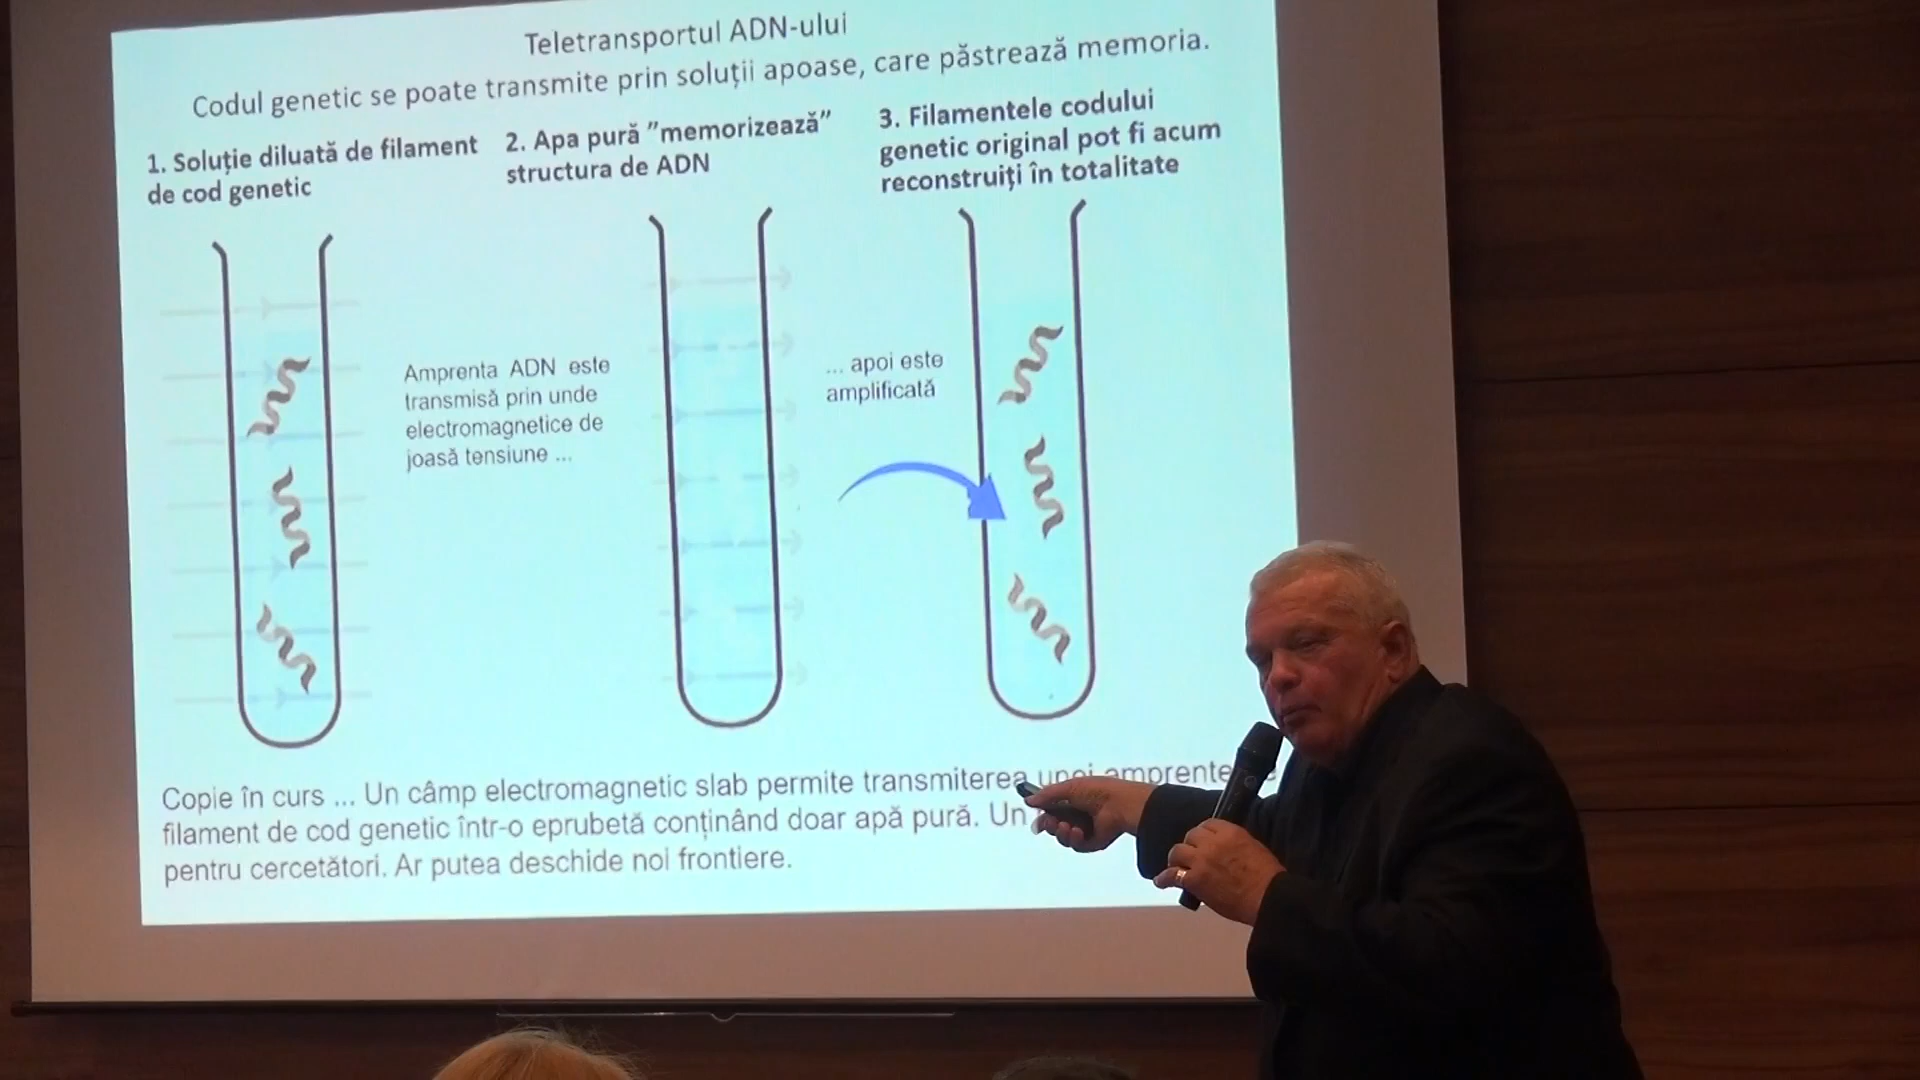 Teletransportul ADN-ului
Codul genetic se poate transmite prin soluții apoase, care păstrează memoria.
1. Soluție diluată de filament
de cod genetic
2. Apa pură ”memorizează”
structura de ADN
3. Filamentele codului
genetic original pot fi acum
reconstruiți în totalitate
Amprenta ADN este
transmisă prin unde
electromagnetice de
joasă tensiune ...
... apoi este
amplificată
Copie în curs ... Un câmp electromagnetic slab permite transmiterea unei amprente
filament de cod genetic într-o eprubetă conținând doar apă pură. Un
pentru cercetători. Ar putea deschide noi frontiere.